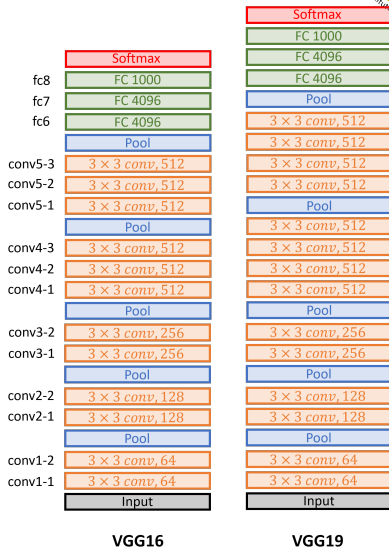 Softmax
fc8 FC 1000
fc7 FC 4096
fc6 FC 4096
Pool
conv5-3 3 × 3 conv, 512
conv5-2 3 × 3 conv, 512
conv5-1 3 × 3 conv, 512
Pool
conv4-3 3 × 3 conv, 512
conv4-2 3 × 3 conv, 512
conv4-1 3 × 3 conv, 512
Pool
conv3-2 3 × 3 conv, 256
conv3-1 3 × 3 conv, 256
Pool
conv2-2 3 × 3 conv, 128
conv2-1 3 × 3 conv, 128
Pool
conv1-2 3 × 3 conv, 64
conv1-1 3 × 3 conv, 64
Input
VGG16
Softmax
FC 1000
FC 4096
FC 4096
Pool
3 × 3 conv, 512
3 × 3 conv, 512
3 × 3 conv, 512
3 × 3 conv, 512
Pool
3 × 3 conv, 512
3 × 3 conv, 512
3 × 3 conv, 512
3 × 3 conv, 512
Pool
3 × 3 conv, 256
3 × 3 conv, 256
Pool
3 × 3 conv, 128
3 × 3 conv, 128
Pool
3 × 3 conv, 64
3 × 3 conv, 64
Input
VGG19